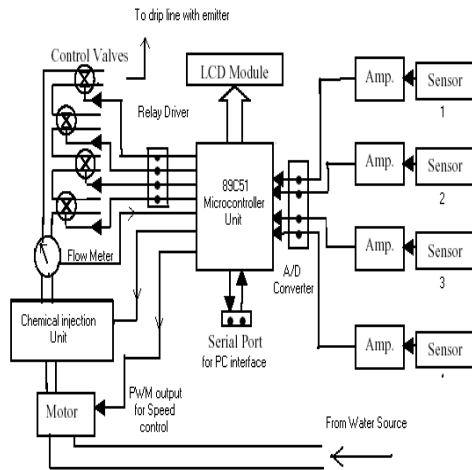 To drip line with emitter
Control Valves
LCD Module
Relay Driver
Amp.
Sensor
1
Amp.
Sensor
2
Amp.
Sensor
3
Amp.
Sensor
89C51
Microcontroller
Unit
A/D
Converter
Flow Meter
Chemical injection
Unit
Serial Port
for PC interface
Motor
PWM output
for Speed
control
From Water Source